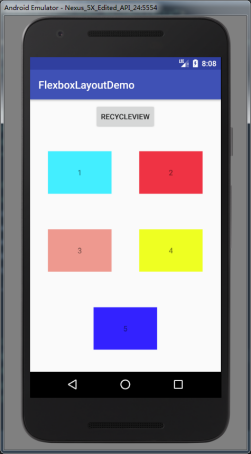 Android Emulator - Nexus_5X_Edited_API_24:5554
8:08
FlexboxLayoutDemo
RECYCLEVIEW
1 2
3 4
5